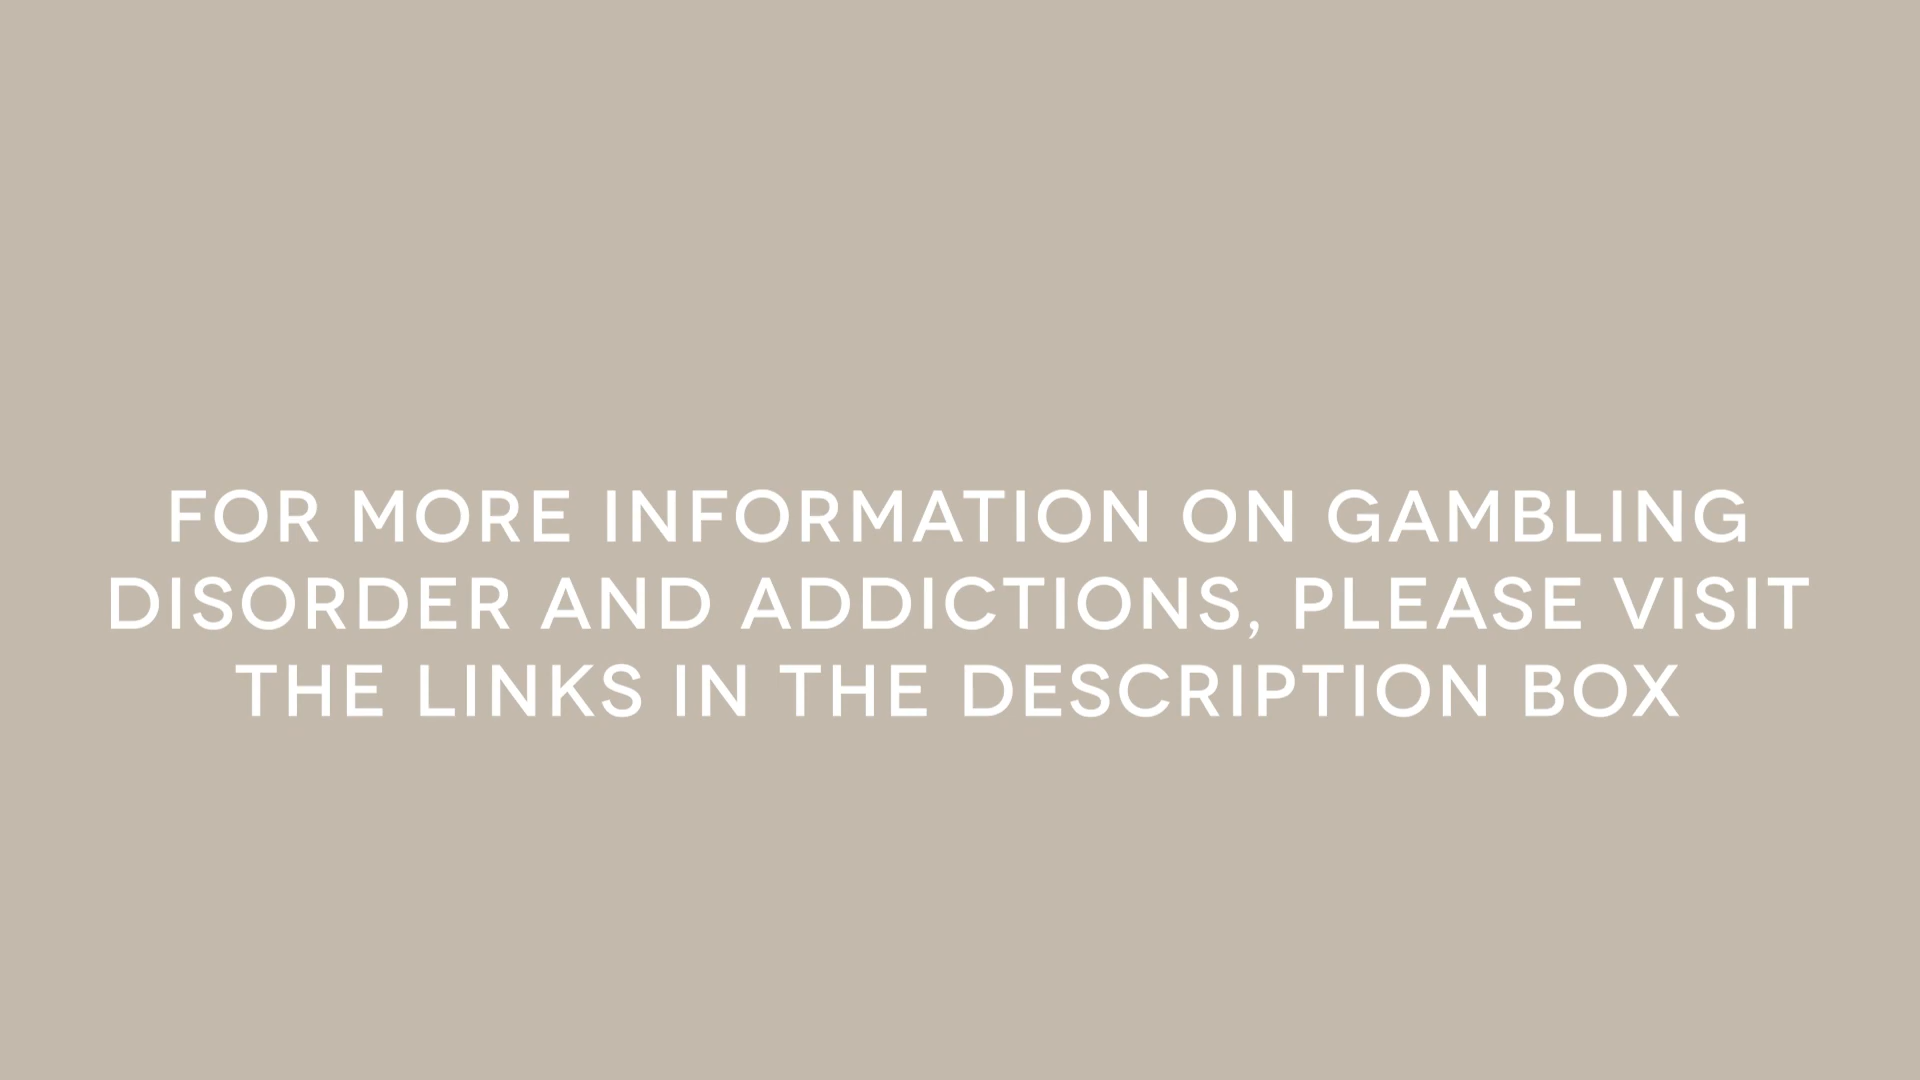 FOR MORE INFORMATION ON GAMBLING
DISORDER AND ADDICTIONS, PLEASE VISIT
THE LINKS IN THE DESCRIPTION BOX